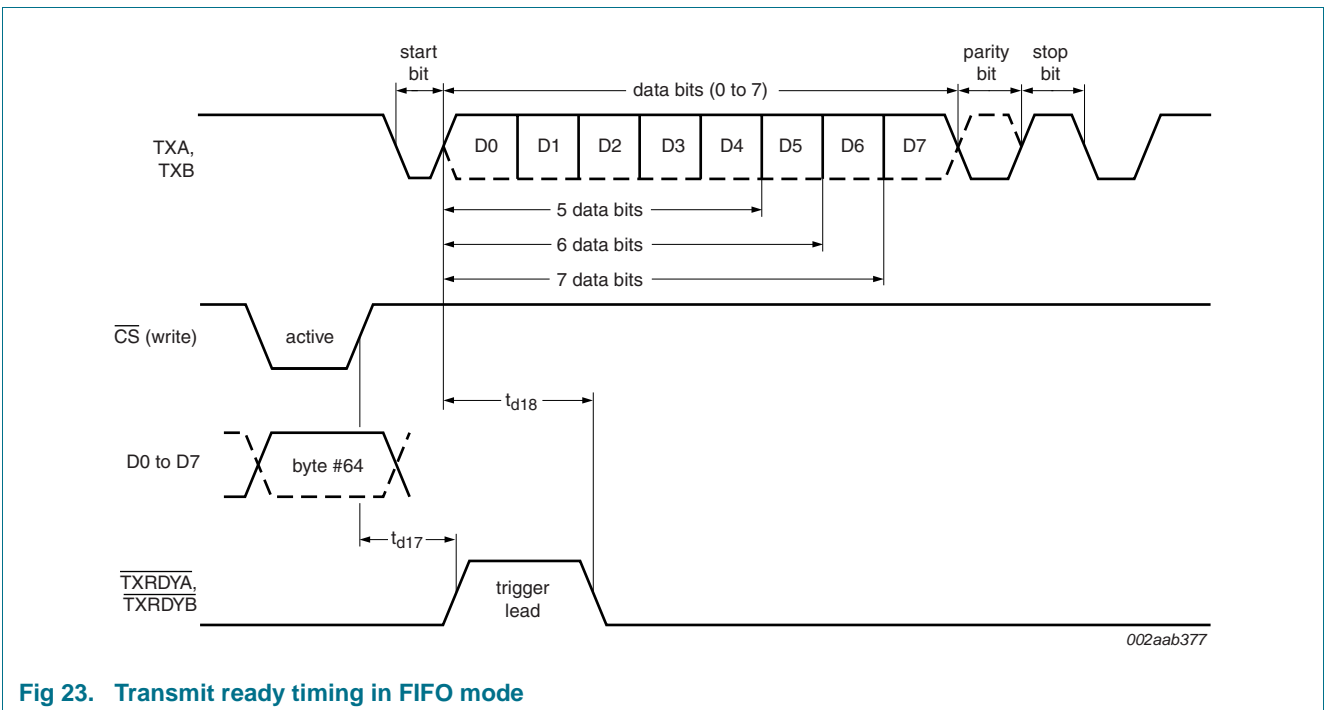 start
bit
data bits (0 to 7)
parity
bit
stop
bit
TXA,
TXB
D0 D1 D2 D3 D4 D5 D6 D7
5 data bits
6 data bits
7 data bits
CS (write)
active
td18
D0 to D7
byte #64
td17
TXRDYA,
TXRDYB
trigger
lead
002aab377
Fig 23. Transmit ready timing in FIFO mode